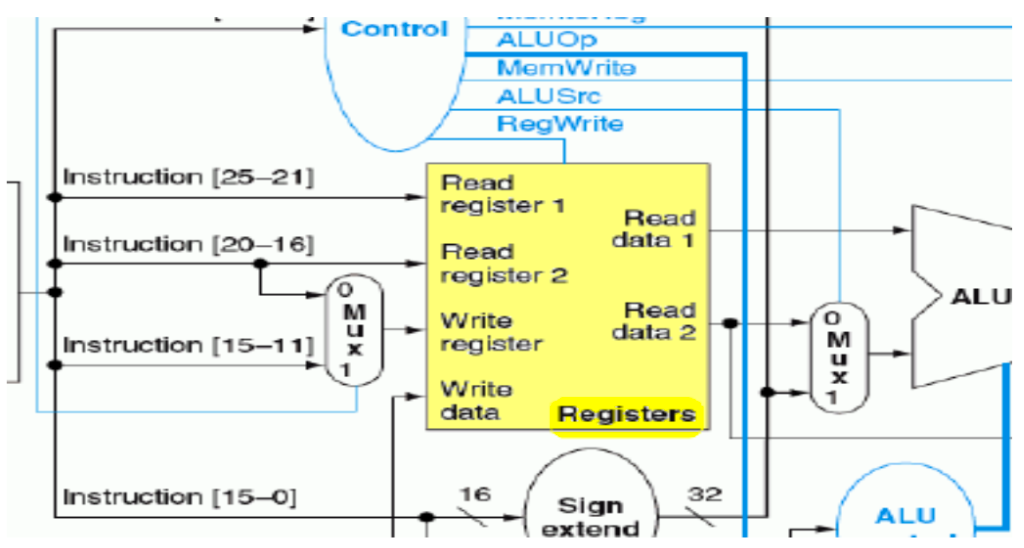 Control
ALUOp
MemWrite
ALUSrc
RegWrite
Instruction [25–21]
Read
register 1
Read
data 1
Instruction [20–16]
Read
register 2
0
M
u
x
1
Instruction [15–11]
Write
register
Read
data 2
Write
data
Registers
0
M
u
x
1
ALU
Instruction [15–0]
16
Sign
extend
32
ALU